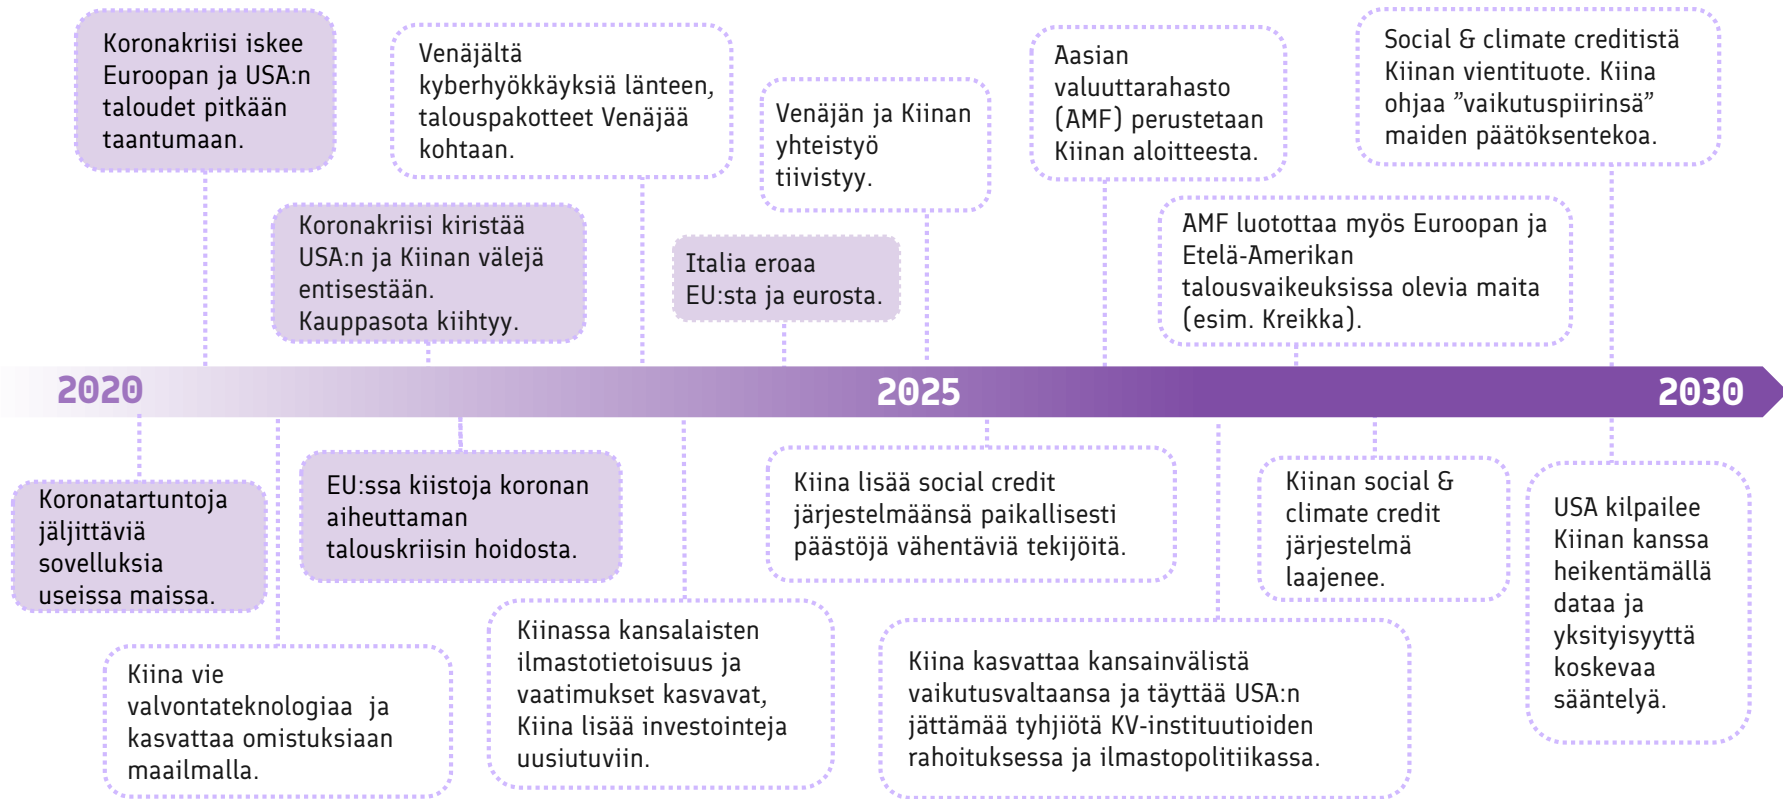 Koronakriisi iskee
Euroopan ja USA:n
taloudet pitkään
taantumaan.
Venäjältä
kyberhyökkäyksiä länteen,
talouspakotteet Venäjää
kohtaan.
Venäjän ja Kiinan
yhteistyö
tiivistyy.
Aasian
valuuttarahasto
(AMF) perustetaan
Kiinan aloitteesta.
Social & climate creditistä
Kiinan vientituote. Kiina
ohjaa ”vaikutuspiirinsä”
maiden päätöksentekoa.
Koronakriisi kiristää
USA:n ja Kiinan välejä
entisestään.
Kauppasota kiihtyy.
Italia eroaa
EU:sta ja eurosta.
AMF luotottaa myös Euroopan ja
Etelä-Amerikan
talousvaikeuksissa olevia maita
(esim. Kreikka).
2020
2025
2030
Koronatartuntoja
jäljittäviä
sovelluksia
useissa maissa.
EU:ssa kiistoja koronan
aiheuttaman
talouskriisin hoidosta.
Kiina lisää social credit
järjestelmäänsä paikallisesti
päästöjä vähentäviä tekijöitä.
Kiinan social &
climate credit
järjestelmä
laajenee.
USA kilpailee
Kiinan kanssa
heikentämällä
dataa ja
yksityisyyttä
koskevaa
sääntelyä.
Kiina vie
valvontateknologiaa ja
kasvattaa omistuksiaan
maailmalla.
Kiinassa kansalaisten
ilmastotietoisuus ja
vaatimukset kasvavat,
Kiina lisää investointeja
uusiutuviin.
Kiina kasvattaa kansainvälistä
vaikutusvaltaansa ja täyttää USA:n
jättämää tyhjiötä KV-instituutioiden
rahoituksessa ja ilmastopolitiikassa.